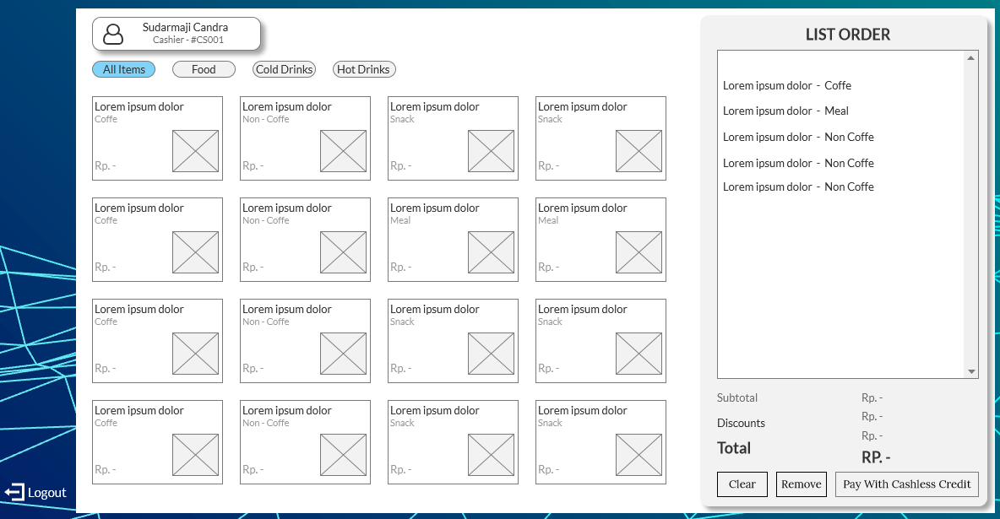 Sudarmaji Candra
Cashier - #CS001
All Items
Food
Cold Drinks
Hot Drinks
Lorem ipsum dolor
Coffe
Rp. -
Lorem ipsum dolor
Non - Coffe
Rp. -
Lorem ipsum dolor
Snack
Rp. -
Lorem ipsum dolor
Snack
Rp. -
Lorem ipsum dolor
Coffe
Rp. -
Lorem ipsum dolor
Non - Coffe
Rp. -
Lorem ipsum dolor
Meal
Rp. -
Lorem ipsum dolor
Meal
Rp. -
Lorem ipsum dolor
Coffe
Rp. -
Lorem ipsum dolor
Non - Coffe
Rp. -
Lorem ipsum dolor
Snack
Rp. -
Lorem ipsum dolor
Snack
Rp. -
Lorem ipsum dolor
Coffe
Rp. -
Lorem ipsum dolor
Non - Coffe
Rp. -
Lorem ipsum dolor
Snack
Rp. -
Lorem ipsum dolor
Snack
Rp. -
Logout
LIST ORDER
Lorem ipsum dolor - Coffe
Lorem ipsum dolor - Meal
Lorem ipsum dolor - Non Coffe
Lorem ipsum dolor - Non Coffe
Lorem ipsum dolor - Non Coffe
Subtotal
Rp. -
Rp. -
Discounts
Rp. -
Total
RP. -
Clear
Remove
Pay With Cashless Credit